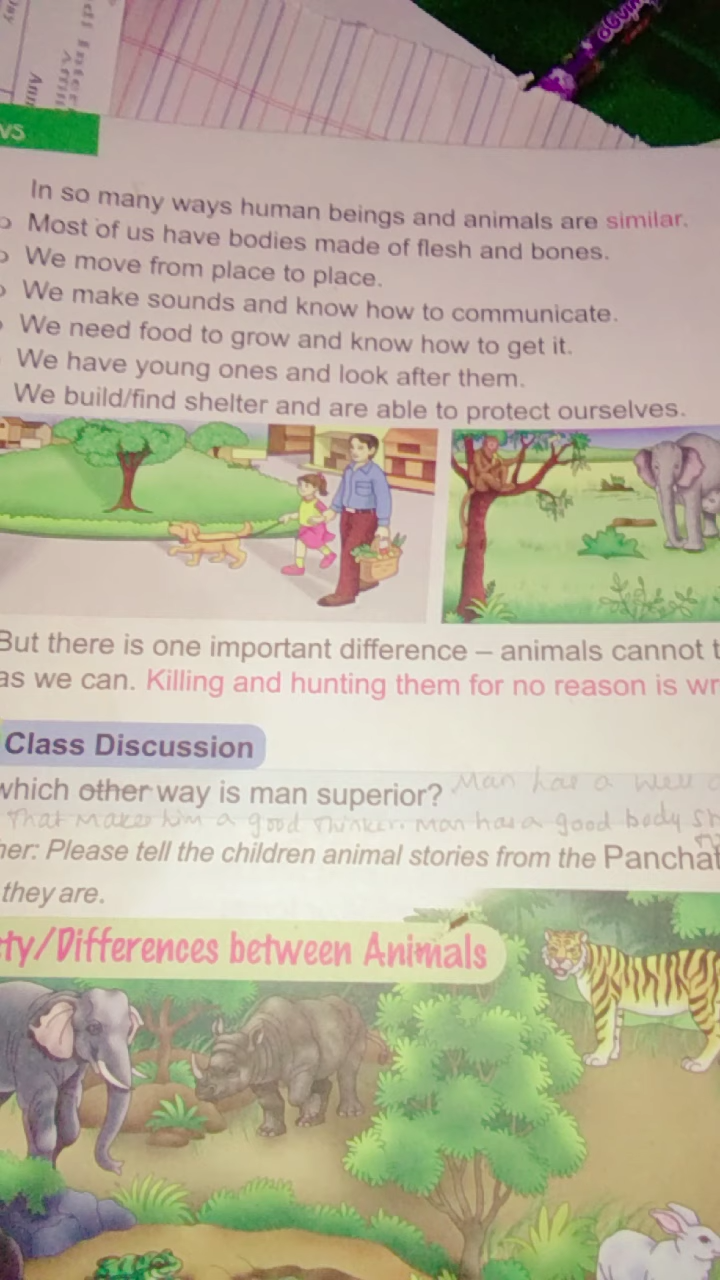 VS
In so many ways human beings and animals are similar.
Most of us have bodies made of flesh and bones.
We move from place to place.
We make sounds and know how to communicate.
We need food to grow and know how to get it.
We have young ones and look after them.
We build/find shelter and are able to protect ourselves.
But there is one important difference – animals cannot t
as we can. Killing and hunting them for no reason is wr
Class Discussion
which other way is man superior? Man has a well
That makes him a good thinker. Man has a good body st
her: Please tell the children animal stories from the Panchat
they are.
ty/Differences between Animals